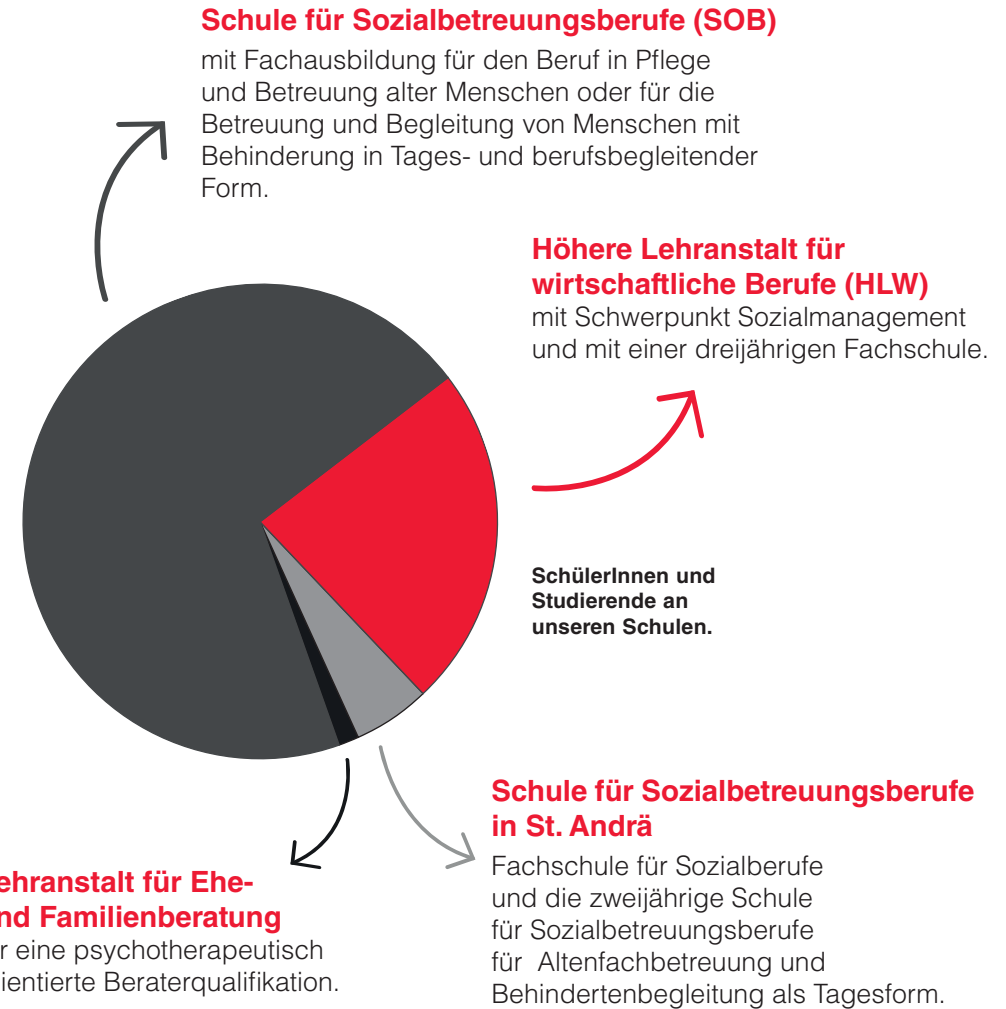 Schule für Sozialbetreuungsberufe (SOB)
mit Fachausbildung für den Beruf in Pflege
und Betreuung alter Menschen oder für die
Betreuung und Begleitung von Menschen mit
Behinderung in Tages- und berufsbegleitender
Form.
Höhere Lehranstalt für
wirtschaftliche Berufe (HLW)
mit Schwerpunkt Sozialmanagement
und mit einer dreijährigen Fachschule.
SchülerInnen und
Studierende an
unseren Schulen.
Schule für Sozialbetreuungsberufe
in St. Andrä
Fachschule für Sozialberufe
und die zweijährige Schule
für Sozialbetreuungsberufe
für Altenfachbetreuung und
Behindertenbegleitung als Tagesform.
ehranstalt für Ehe-
nd Familienberatung
r eine psychotherapeutisch
ientierte Beraterqualifikation.